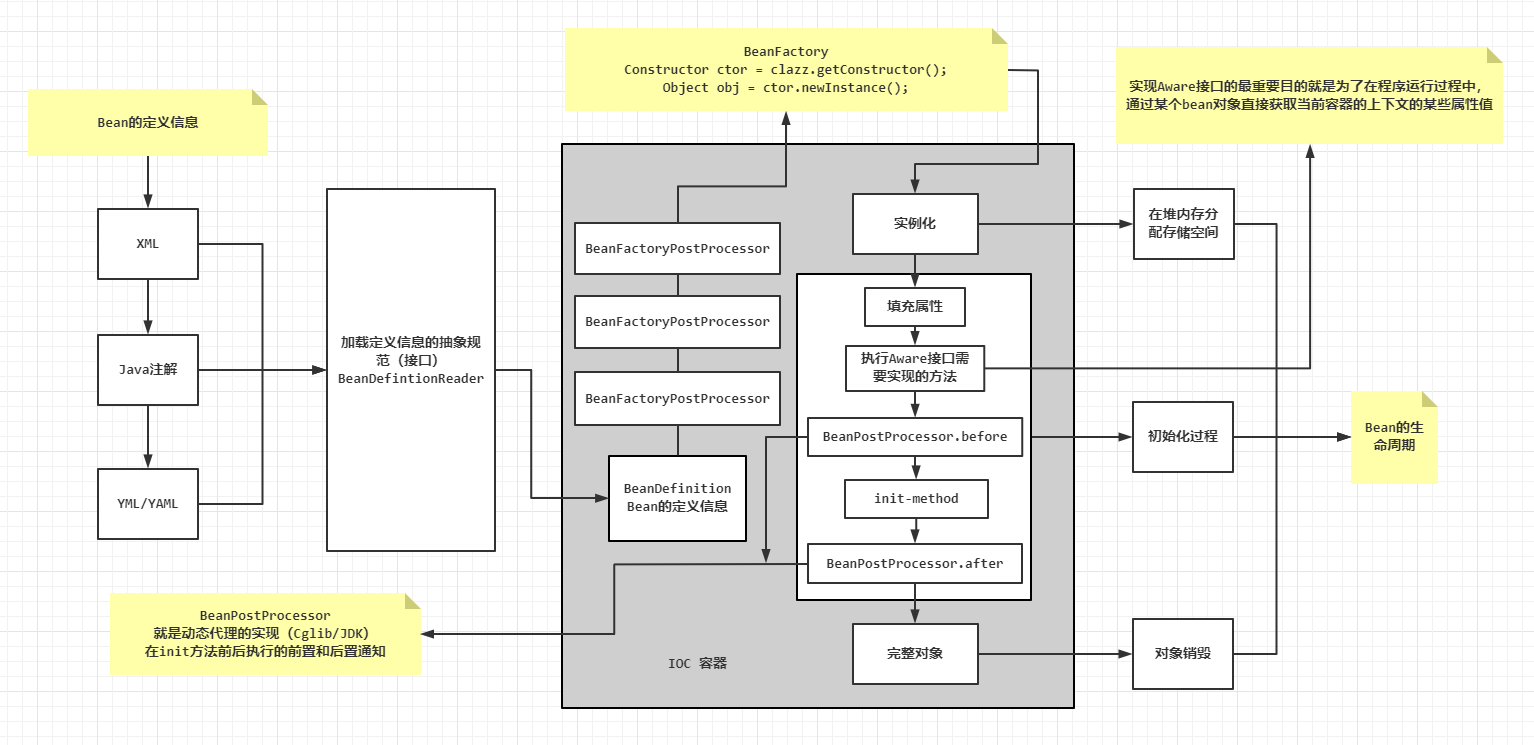 Bean的定义信息
XML
Java注解
YML/YAML
加载定义信息的抽象规
范（接口）
BeanDefintionReader
BeanPostProcessor
就是动态代理的实现（Cglib/JDK）
在init方法前后执行的前置和后置通知
BeanFactory
Constructor ctor = clazz.getConstructor();
Object obj = ctor.newInstance();
BeanFactoryPostProcessor
BeanFactoryPostProcessor
BeanFactoryPostProcessor
BeanDefinition
Bean的定义信息
IOC 容器
实例化
填充属性
执行Aware接口需
要实现的方法
BeanPostProcessor.before
init-method
BeanPostProcessor.after
完整对象
实现Aware接口的最重要目的就是为了在程序运行过程中，
通过某个bean对象直接获取当前容器的上下文的某些属性值
在堆内存分
配存储空间
初始化过程
对象销毁
Bean的生
命周期